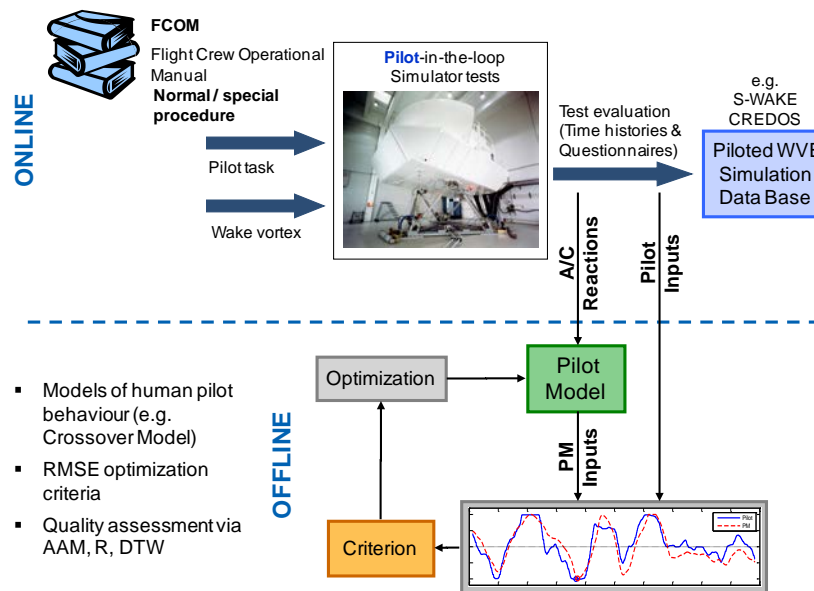 FCOM
Flight Crew Operational
Manual
Normal / special
procedure
Pilot task
Wake vortex
ONLINE
Pilot-in-the-loop
Simulator tests
Test evaluation
(Time histories &
Questionnaires)
e.g.
S-WAKE
CREDOS
Piloted WVE
Simulation
Data Base
A/C
Reactions
Pilot
Inputs
OFFLINE
Models of human pilot
behaviour (e.g.
Crossover Model)
RMSE optimization
criteria
Quality assessment via
AAM, R, DTW
Optimization
Pilot
Model
PM
Inputs
Criterion
Pilot
PM